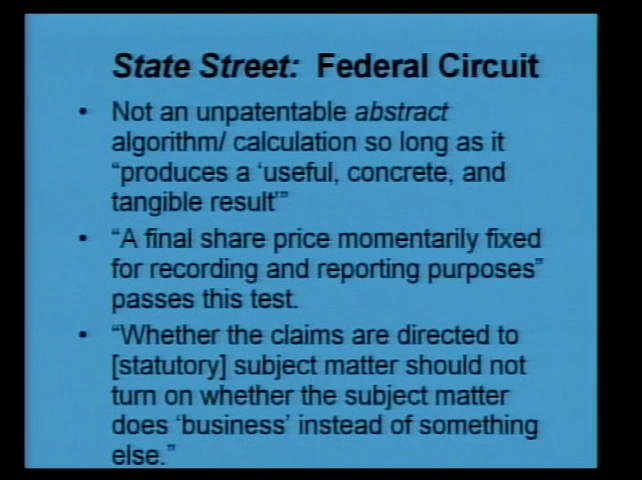 State Street: Federal Circuit
• Not an unpatentable abstract
algorithm/ calculation so long as it
“produces a ‘useful, concrete, and
tangible result’”
• “A final share price momentarily fixed
for recording and reporting purposes”
passes this test.
• “Whether the claims are directed to
[statutory] subject matter should not
turn on whether the subject matter
does ‘business’ instead of something
else.”